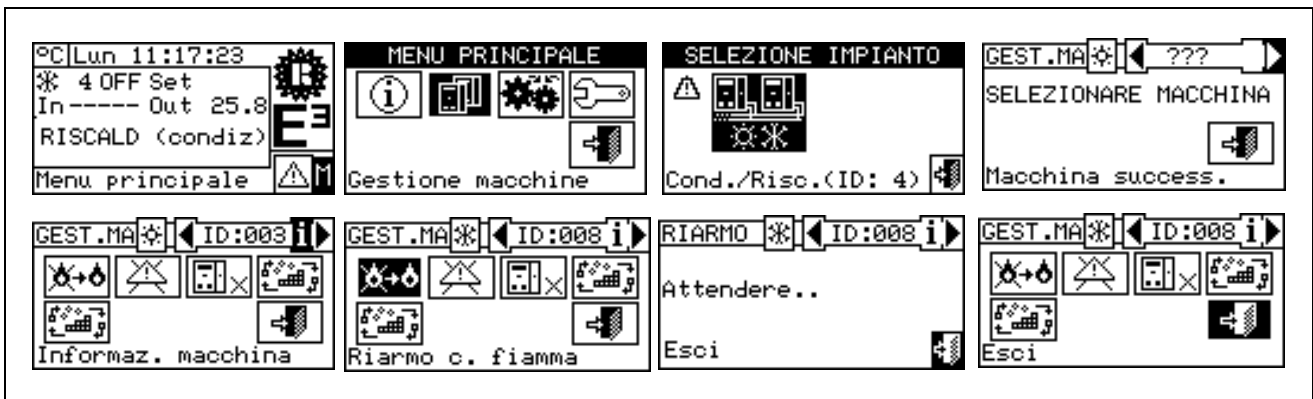 °C Lun 11:17:23
4 OFF Set
In ----- Out 25.8
RISCALD (condiz)
E³
Menu principale M
MENU PRINCIPALE
i
Gestione macchine
SELEZIONE IMPIANTO
Cond./Risc.(ID: 4)
GEST.MA ???
SELEZIONARE MACCHINA
Macchina success.
GEST.MA ID:003 i
Informaz. macchina
GEST.MA ID:008 i
Riarmo c. fiamma
RIARMO ID:008 i
Attendere..
Esci
GEST.MA ID:008 i
Esci